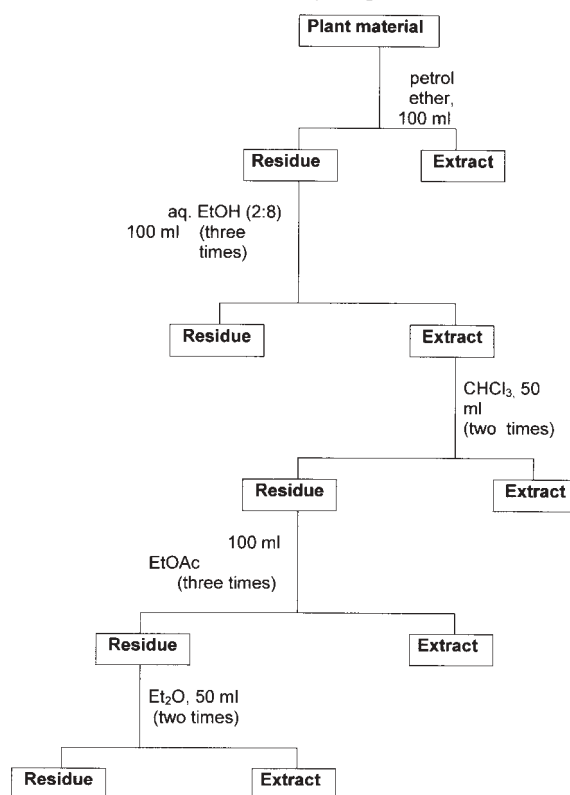 Plant material
petrol
ether,
100 ml
Residue
Extract
aq. EtOH (2:8)
100 ml (three
times)
Residue
Extract
CHCl₃, 50
ml
(two times)
Residue
Extract
100 ml
EtOAc
(three times)
Residue
Extract
Et₂O, 50 ml
(two times)
Residue
Extract